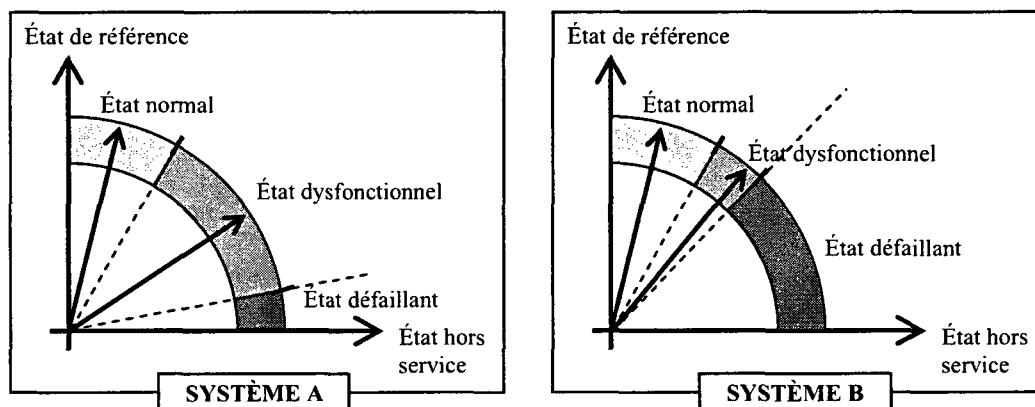 État de référence
État normal
État dysfonctionnel
État défaillant
État hors
service
SYSTÈME A
État de référence
État normal
État dysfonctionnel
État défaillant
État hors
service
SYSTÈME B